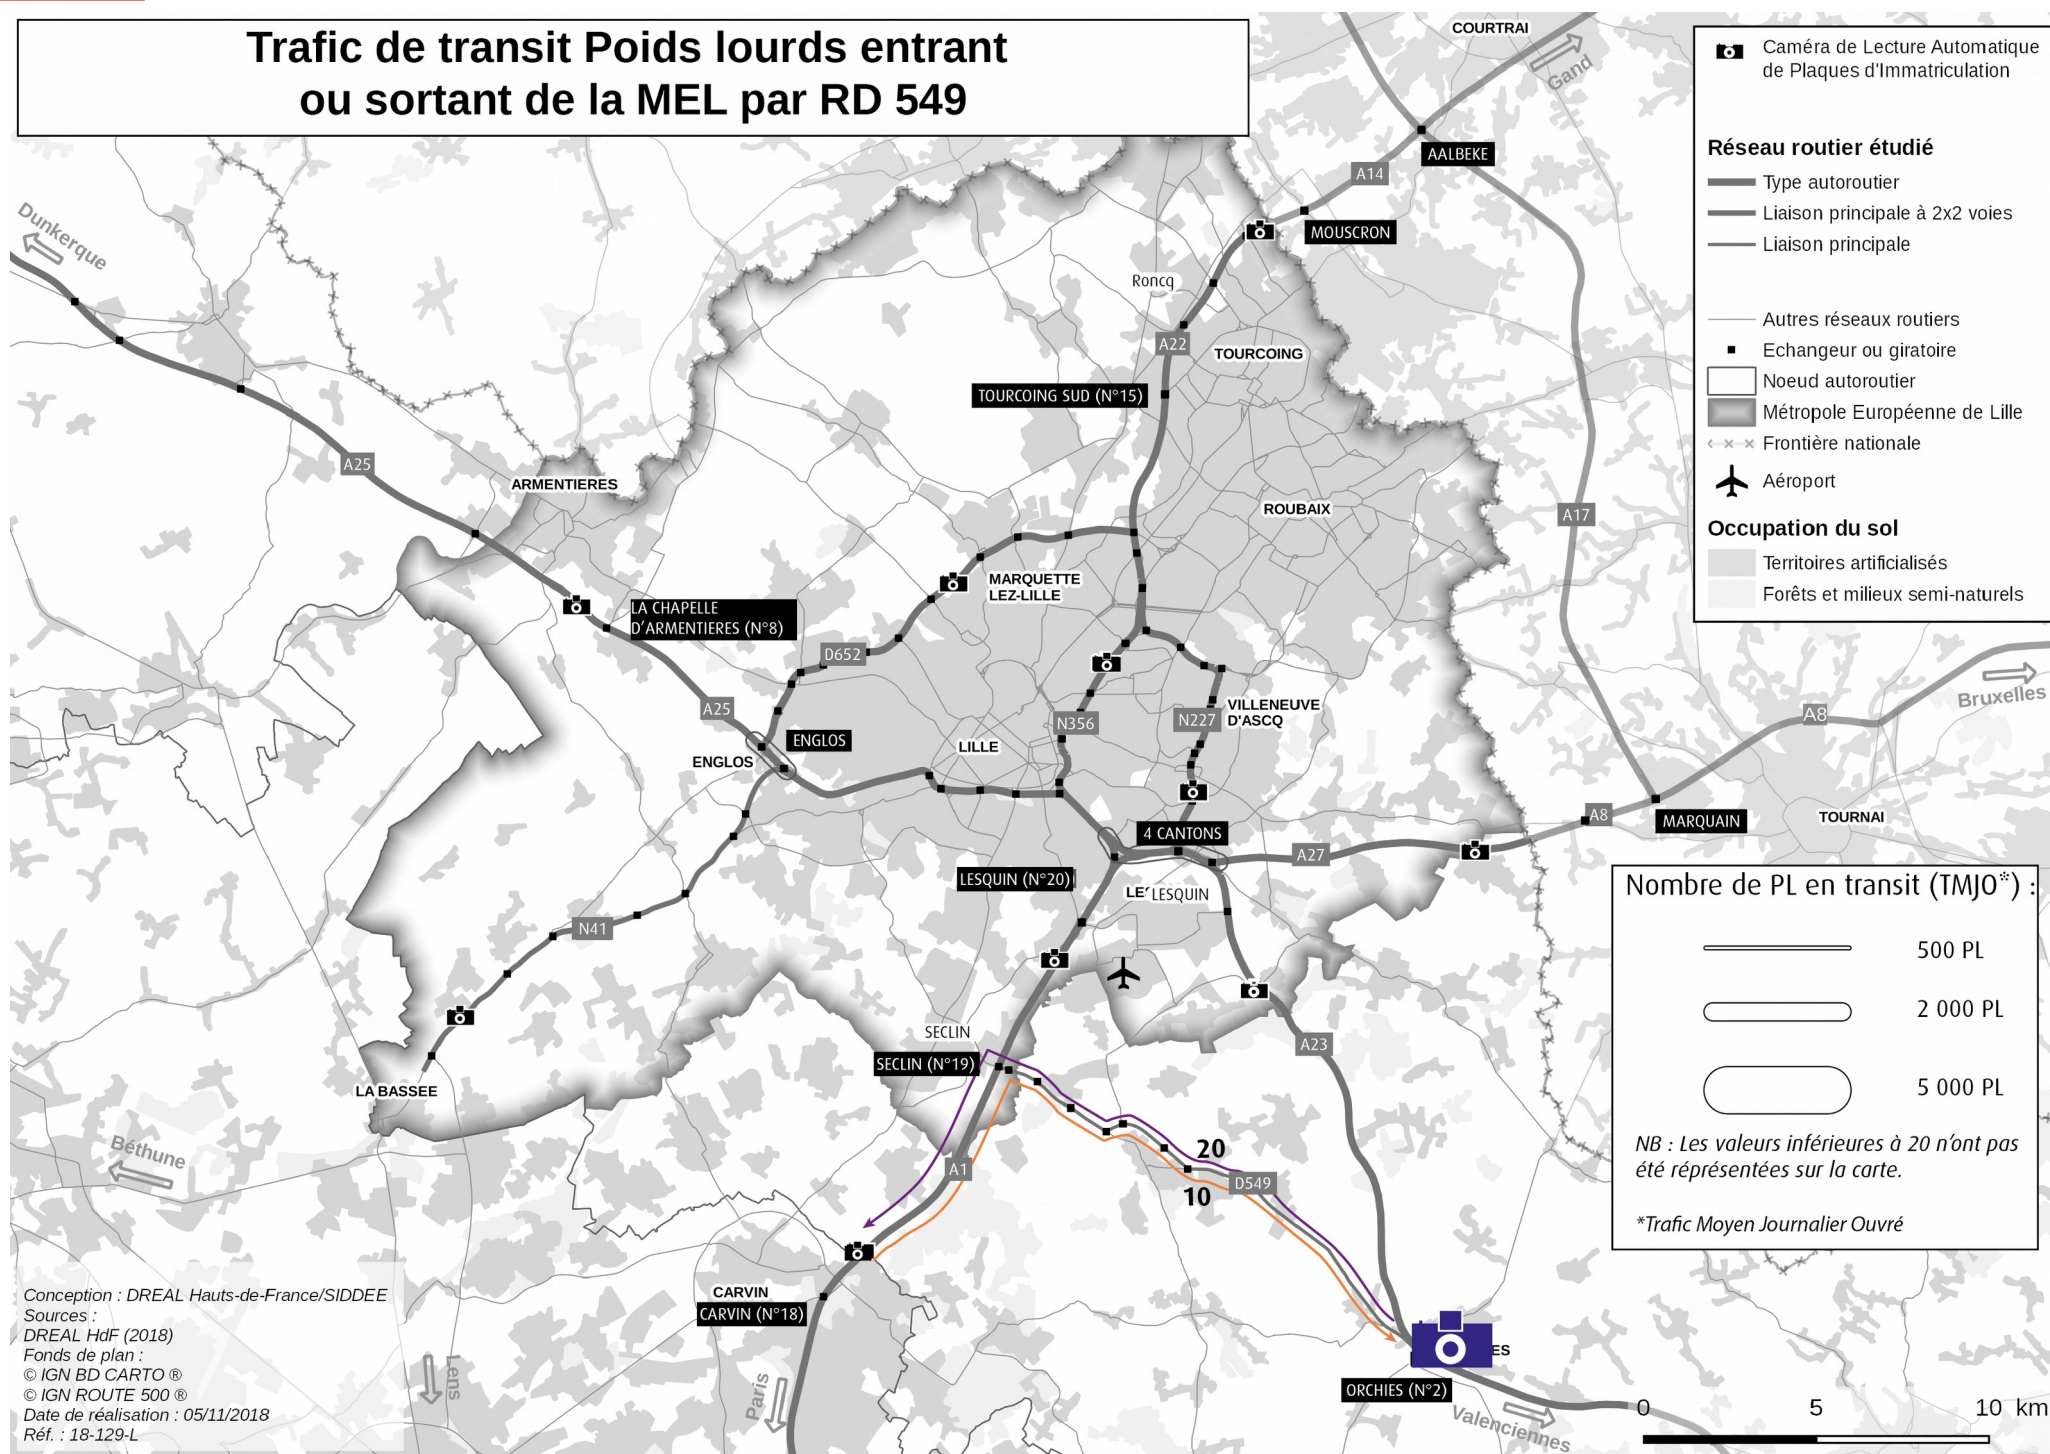 Trafic de transit Poids lourds entrant
ou sortant de la MEL par RD 549
COURTRAI
Gand
AALBEKE
A14
MOUSCRON
Dunkerque
Roncq
A22
TOURCOING
TOURCOING SUD (N°15)
A25
ARMENTIERES
ROUBAIX
A17
MARQUETTE
LEZ-LILLE
LA CHAPELLE
D'ARMENTIERES (N°8)
D652
A25
N356
N227
VILLENEUVE
D'ASCQ
ENGLOS
ENGLOS
LILLE
Bruxelles
A8
A8
MARQUAIN
TOURNAI
4 CANTONS
A27
LESQUIN (N°20)
LESQUIN
N41
SECLIN
SECLIN (N°19)
A23
LA BASSEE
Béthune
A1
20
10
D549
CARVIN
CARVIN (N°18)
Lens
Paris
ES
ORCHIES (N°2)
Valenciennes
Caméra de Lecture Automatique
de Plaques d'Immatriculation
Réseau routier étudié
Type autoroutier
Liaison principale à 2x2 voies
Liaison principale
Autres réseaux routiers
Echangeur ou giratoire
Noeud autoroutier
Métropole Européenne de Lille
Frontière nationale
Aéroport
Occupation du sol
Territoires artificialisés
Forêts et milieux semi-naturels
Nombre de PL en transit (TMJO*) :
500 PL
2 000 PL
5 000 PL
NB : Les valeurs inférieures à 20 n'ont pas
été réprésentées sur la carte.
*Trafic Moyen Journalier Ouvré
Conception : DREAL Hauts-de-France/SIDDEE
Sources :
DREAL HdF (2018)
Fonds de plan :
© IGN BD CARTO ®
© IGN ROUTE 500 ®
Date de réalisation : 05/11/2018
Réf. : 18-129-L
0 5 10 km